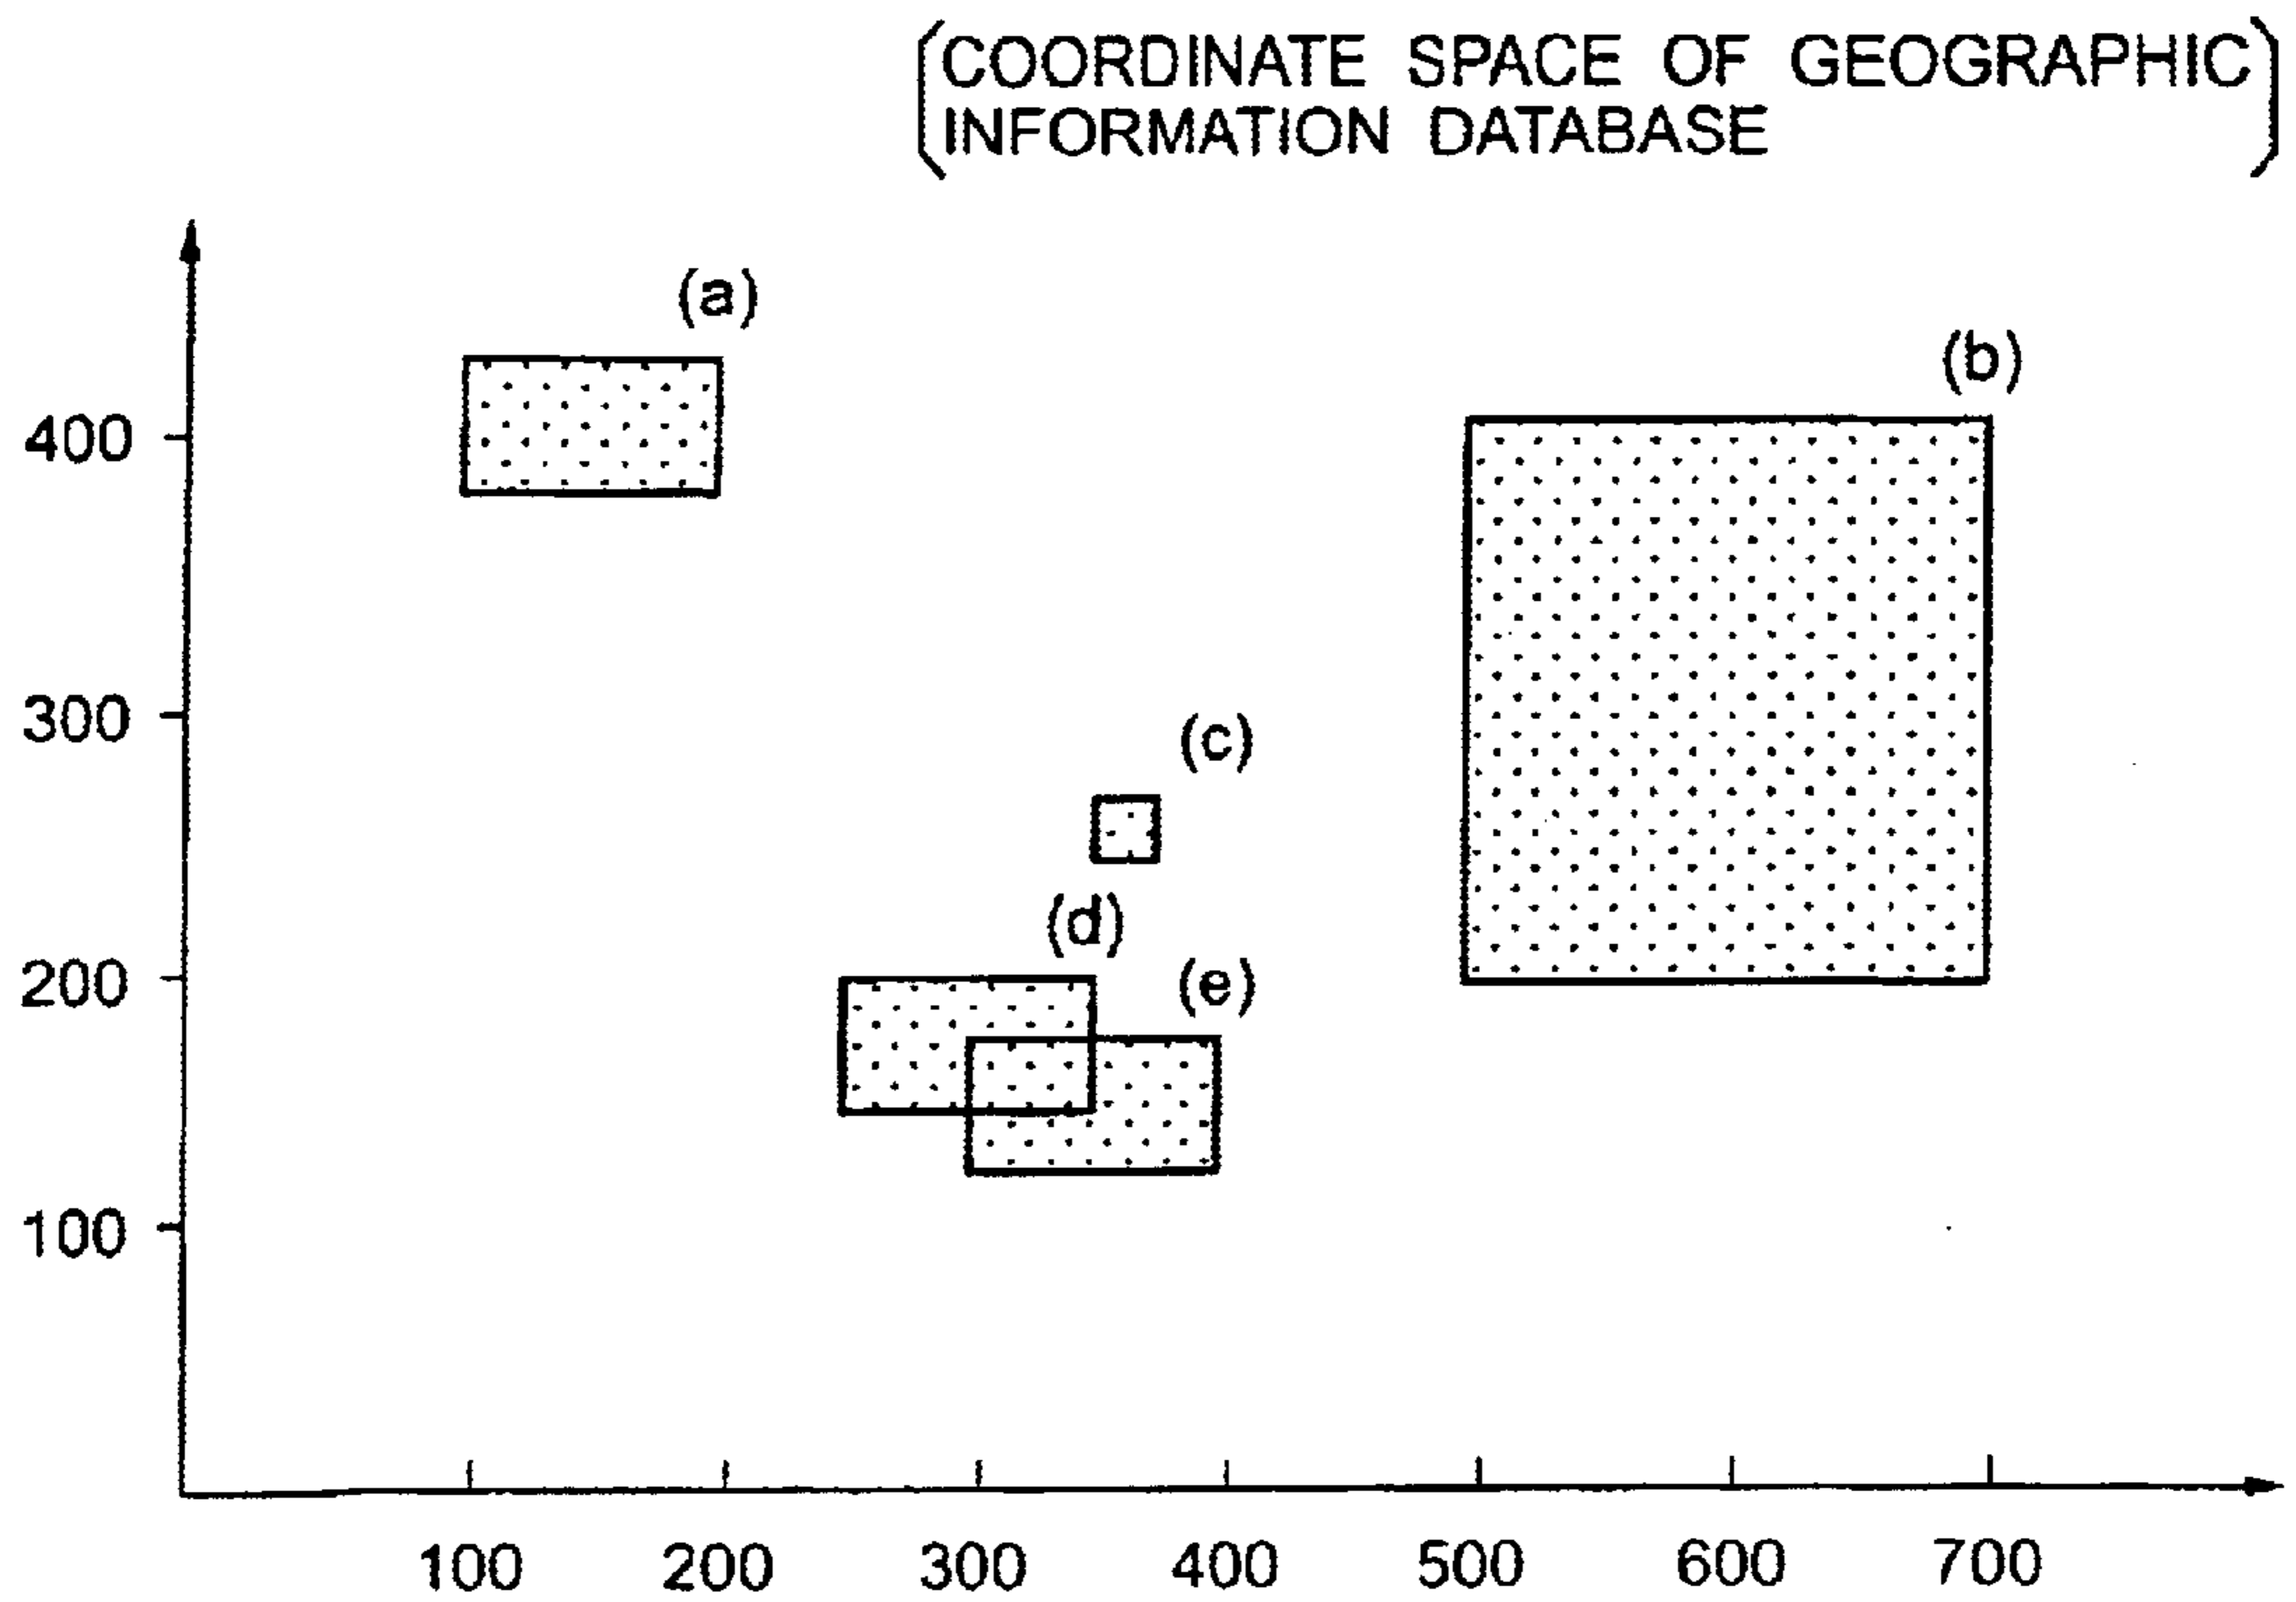 COORDINATE SPACE OF GEOGRAPHIC
INFORMATION DATABASE
(a)
(b)
400
300
(c)
(d)
200
(e)
100
100 200 300 400 500 600 700